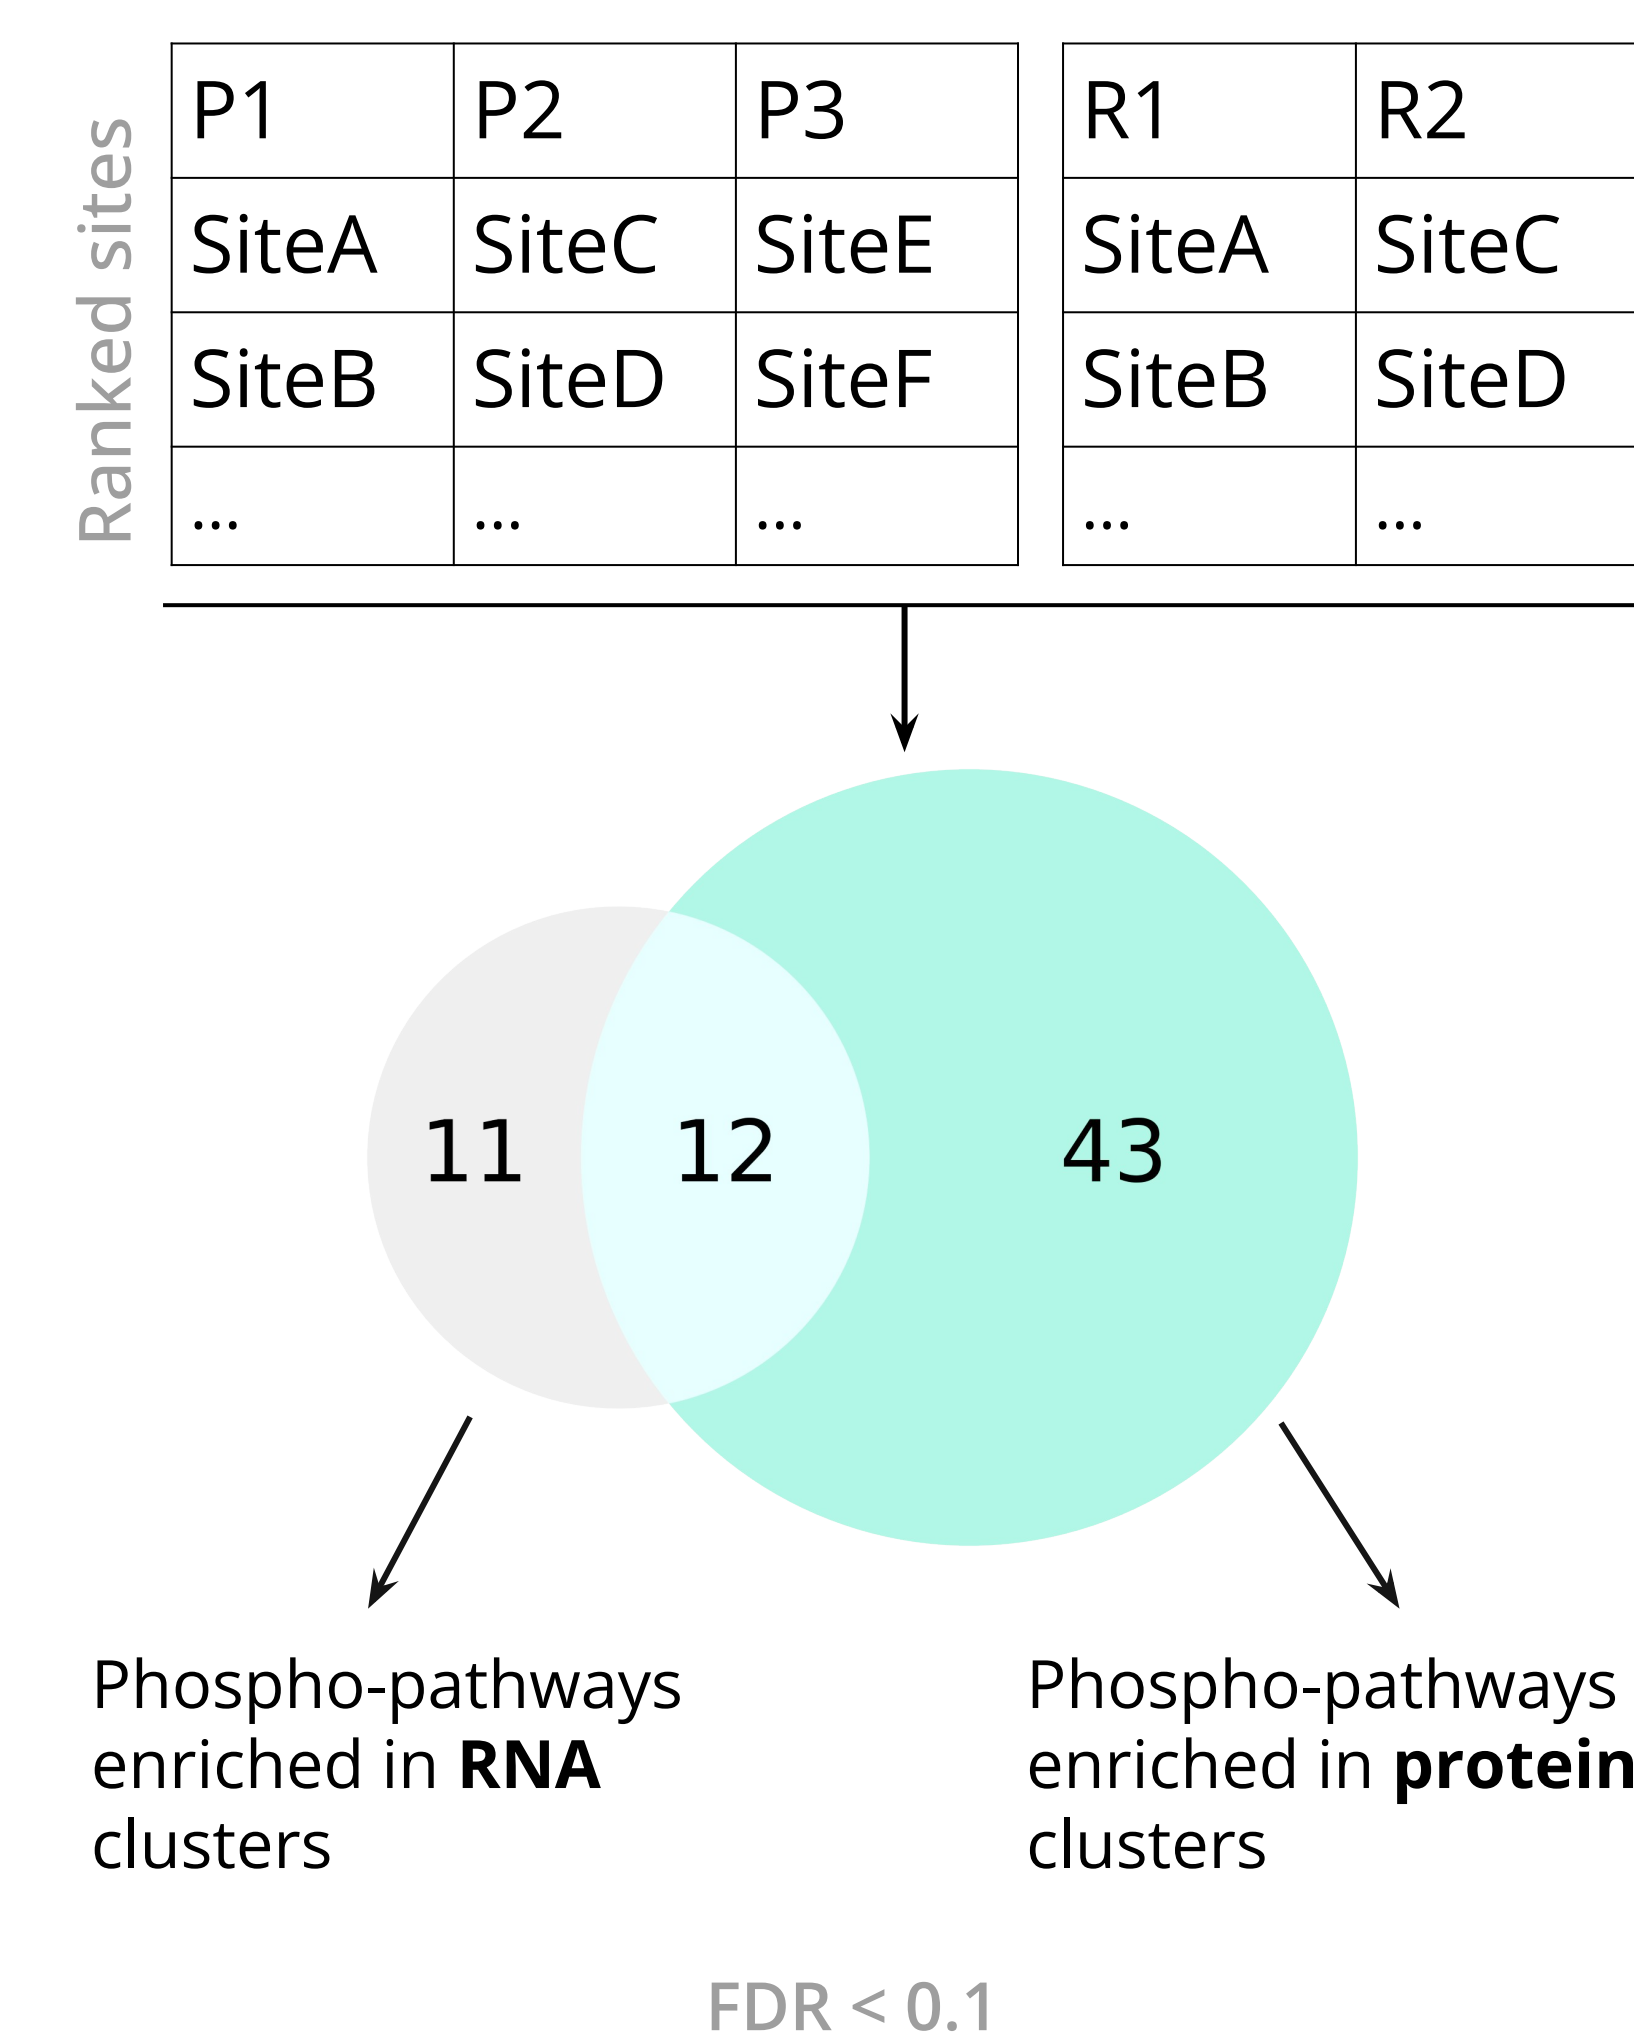 Ranked sites
P1 P2 P3 R1 R2
SiteA SiteC SiteE SiteA SiteC
SiteB SiteD SiteF SiteB SiteD
... ... ... ... ...
11 12 43
Phospho-pathways
enriched in RNA
clusters
Phospho-pathways
enriched in protein
clusters
FDR < 0.1